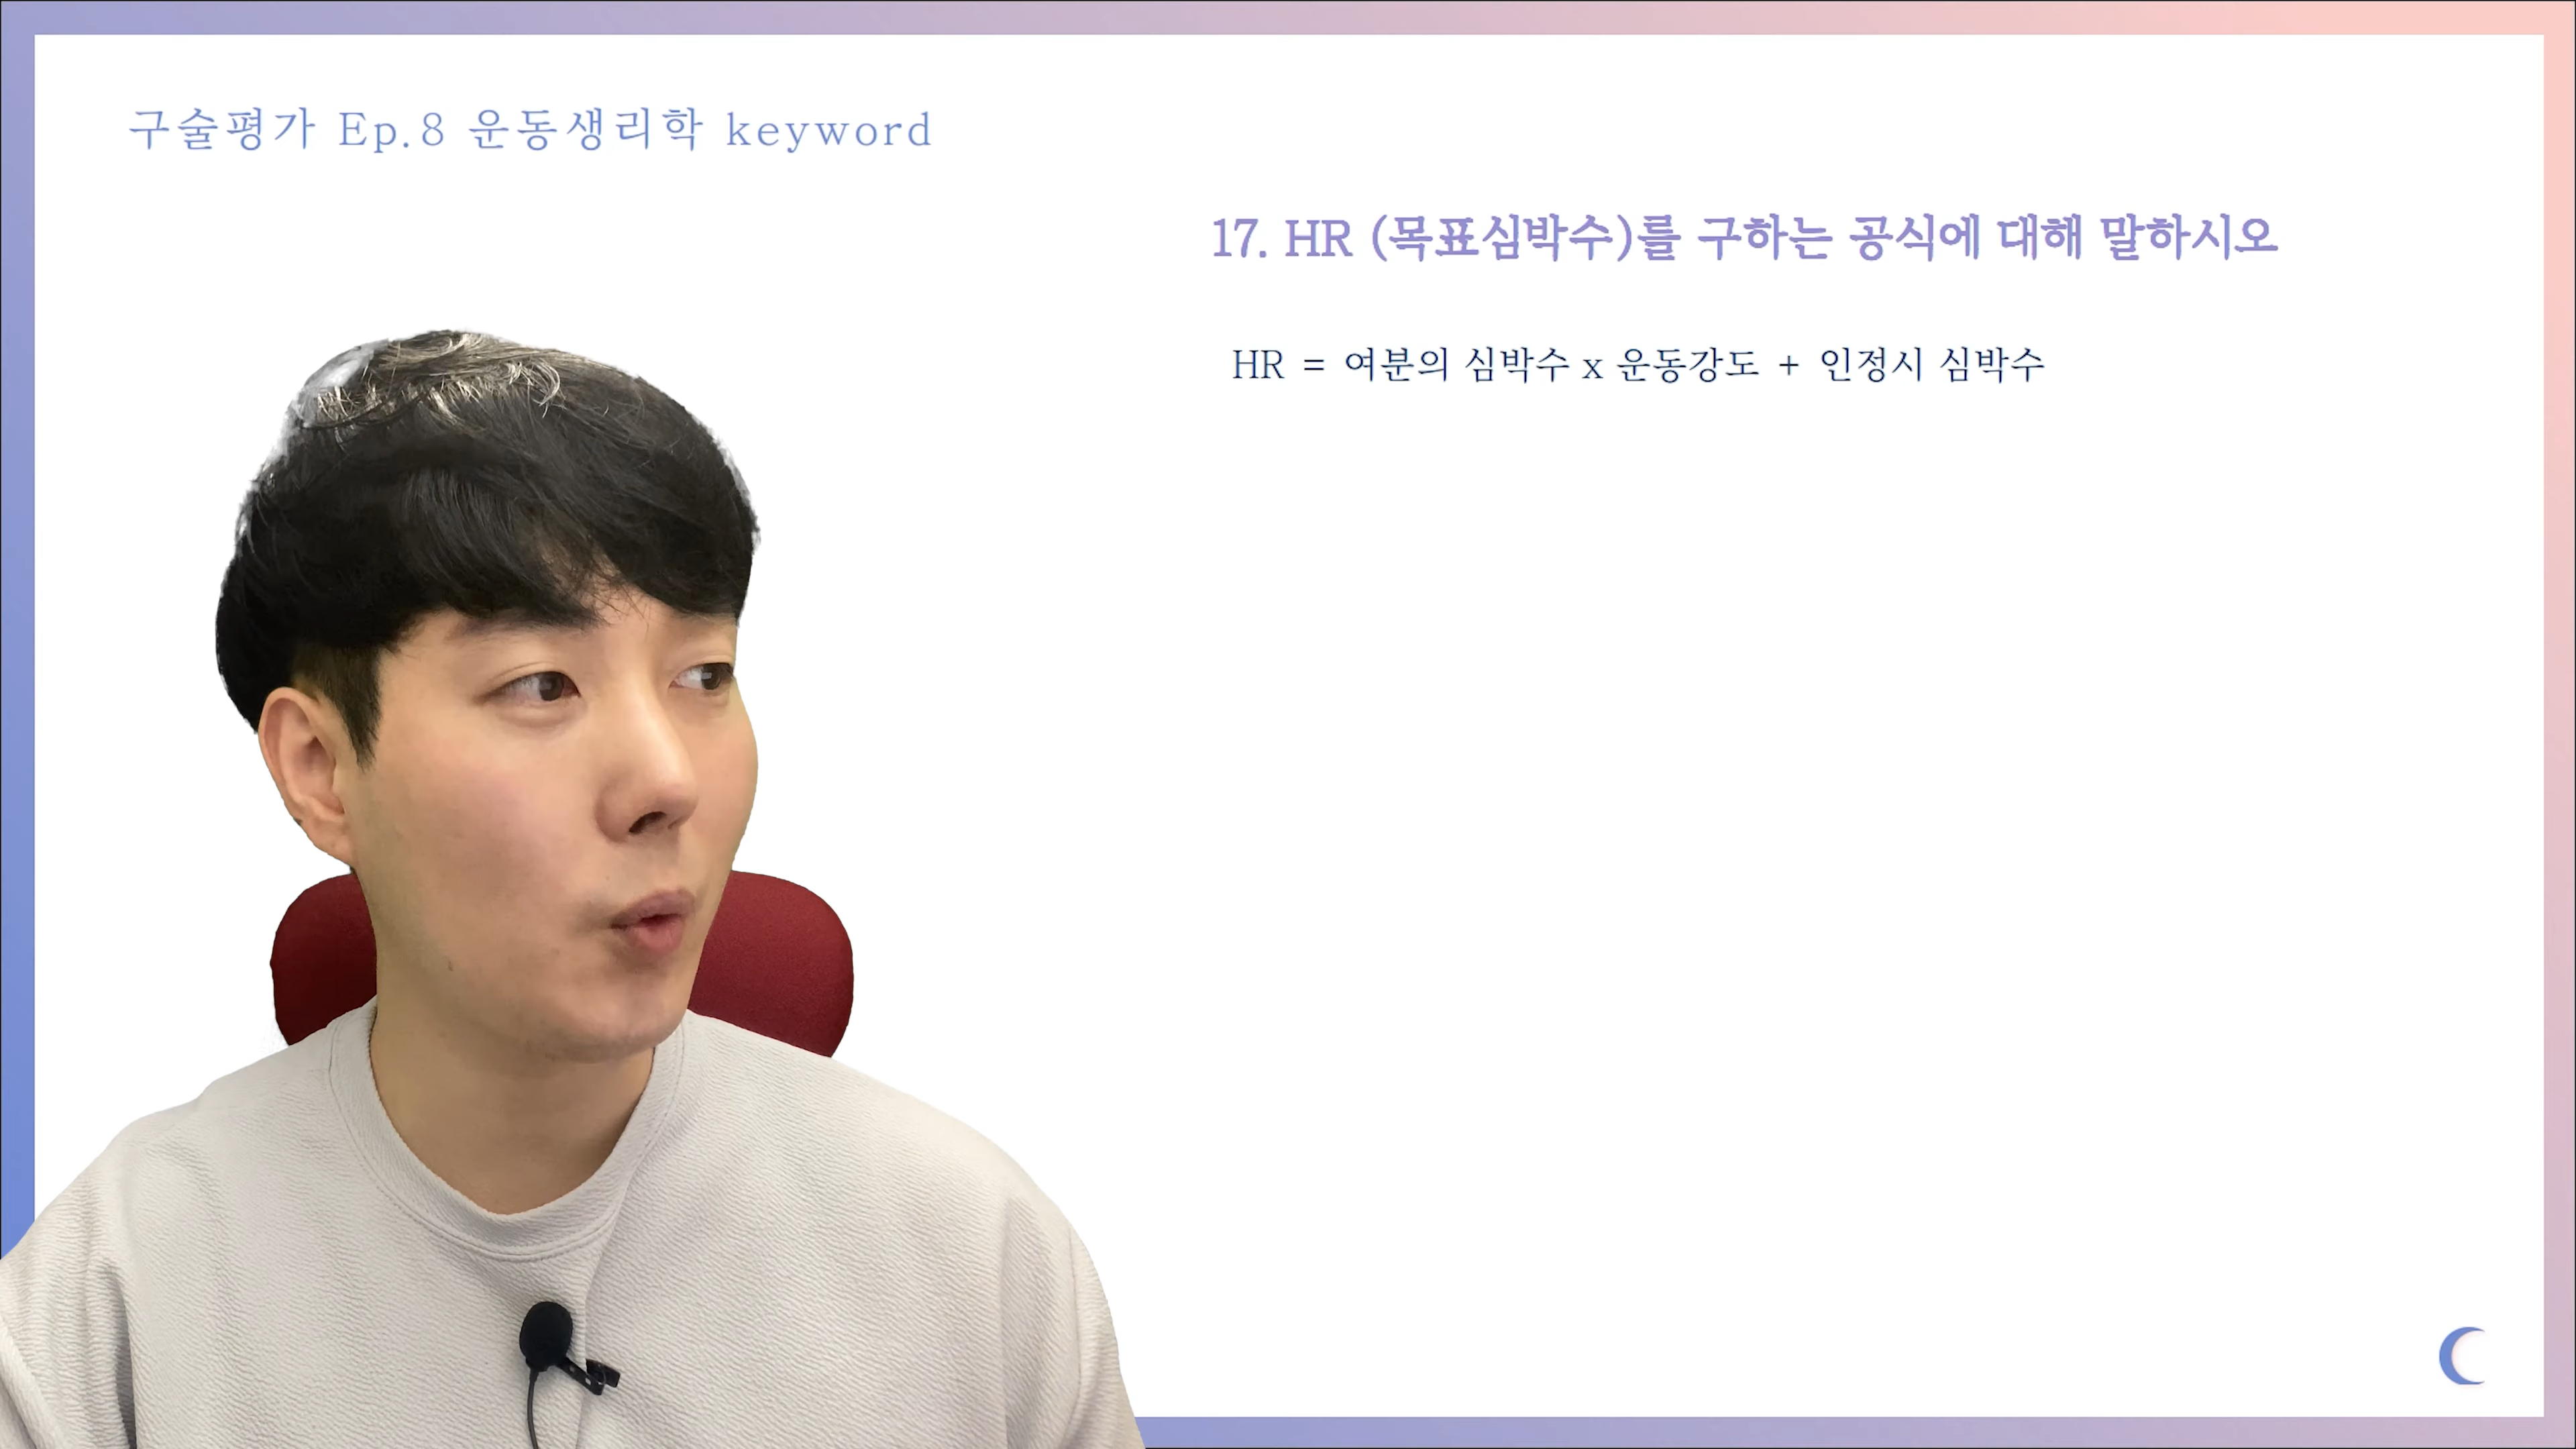 구술평가 Ep.8 운동생리학 keyword
17. HR (목표심박수)를 구하는 공식에 대해 말하시오
HR = 여분의 심박수 x 운동강도 + 인정시 심박수